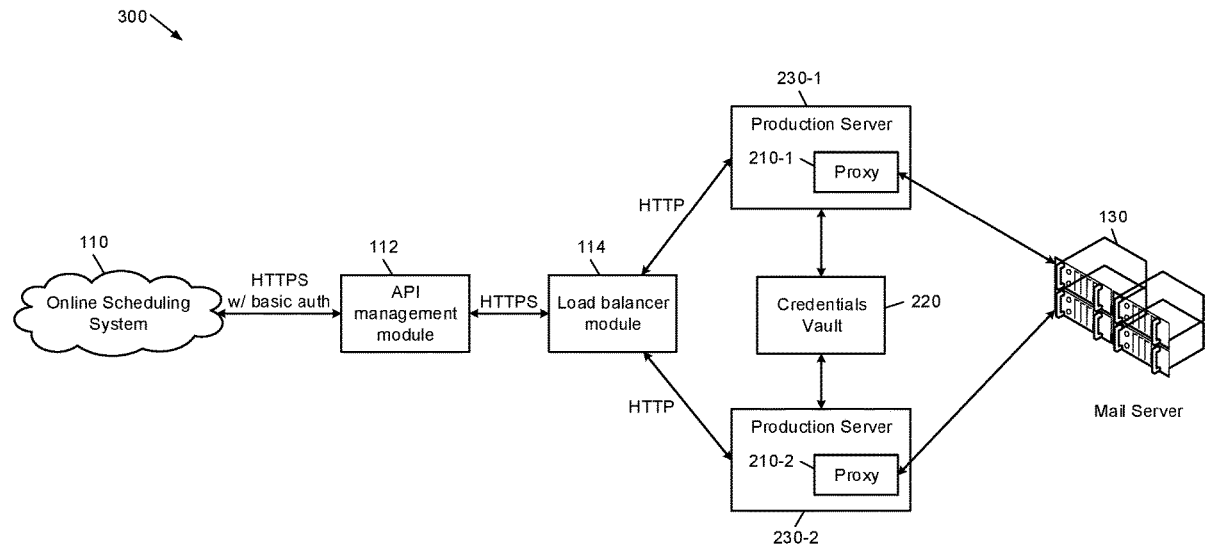 300
230-1
Production Server
210-1
Proxy
HTTP
110
Online Scheduling
System
HTTPS
w/ basic auth
112
API
management
module
HTTPS
114
Load balancer
module
Credentials
Vault
220
130
Mail Server
HTTP
Production Server
210-2
Proxy
230-2